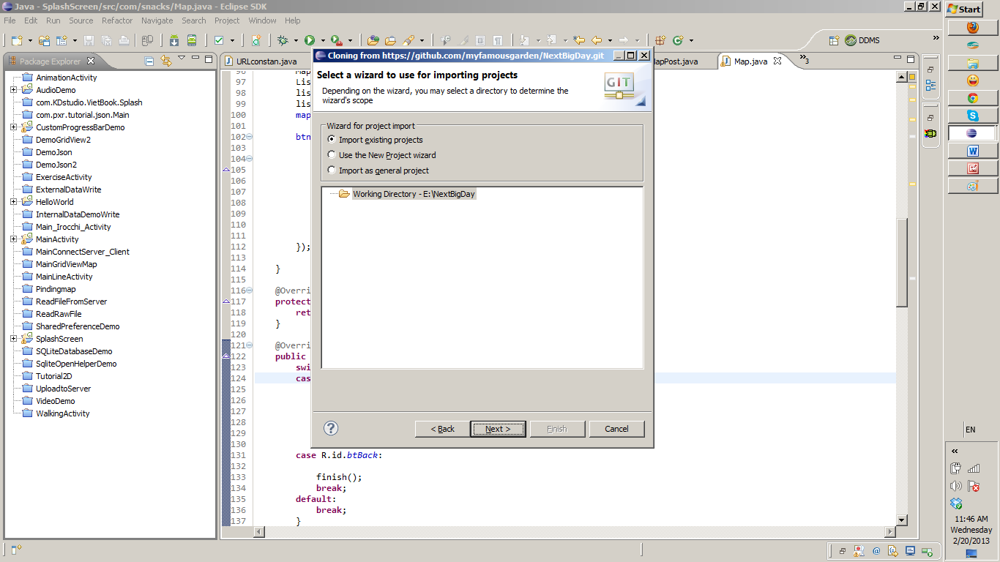 Java - SplashScreen/src/com/snacks/Map.java - Eclipse SDK
File Edit Run Source Refactor Navigate Search Project Window Help
DDMS
Package Explorer
AnimationActivity
AudioDemo
com.KDstudio.VietBook.Splash
com.pxr.tutorial.json.Main
CustomProgressBarDemo
DemoGridView2
DemoJson
DemoJson2
ExerciseActivity
ExternalDataWrite
HelloWorld
InternalDataDemoWrite
Main_Irocchi_Activity
MainActivity
MainConnectServer_Client
MainGridViewMap
MainLineActivity
Pindingmap
ReadFileFromServer
ReadRawFile
SharedPreferenceDemo
SplashScreen
SQLiteDatabaseDemo
SqliteOpenHelperDemo
Tutorial2D
UploadtoServer
VideoDemo
WalkingActivity
URLconstan.java
lapPost.java
Map.java
3
96 Map
97 List
98 lis
99 lis
100 map
101
102 btn
103
104
105
106
107
108
109
110
111
112 });
113
114 }
115
116 @Overri
117 protect
118 ret
119 }
120
121 @Overri
122 public
123 swi
124 cas
125
126
127
128
129
130
131 case R.id.btBack:
132
133 finish();
134 break;
135 default:
136 break;
137 }
Cloning from https://github.com/myfamousgarden/NextBigDay.git
Select a wizard to use for importing projects
Depending on the wizard, you may select a directory to determine the
wizard's scope
GIT
Wizard for project import
Import existing projects
Use the New Project wizard
Import as general project
Working Directory - E:\NextBigDay
< Back
Next >
Finish
Cancel
Start
EN
11:46 AM
Wednesday
2/20/2013